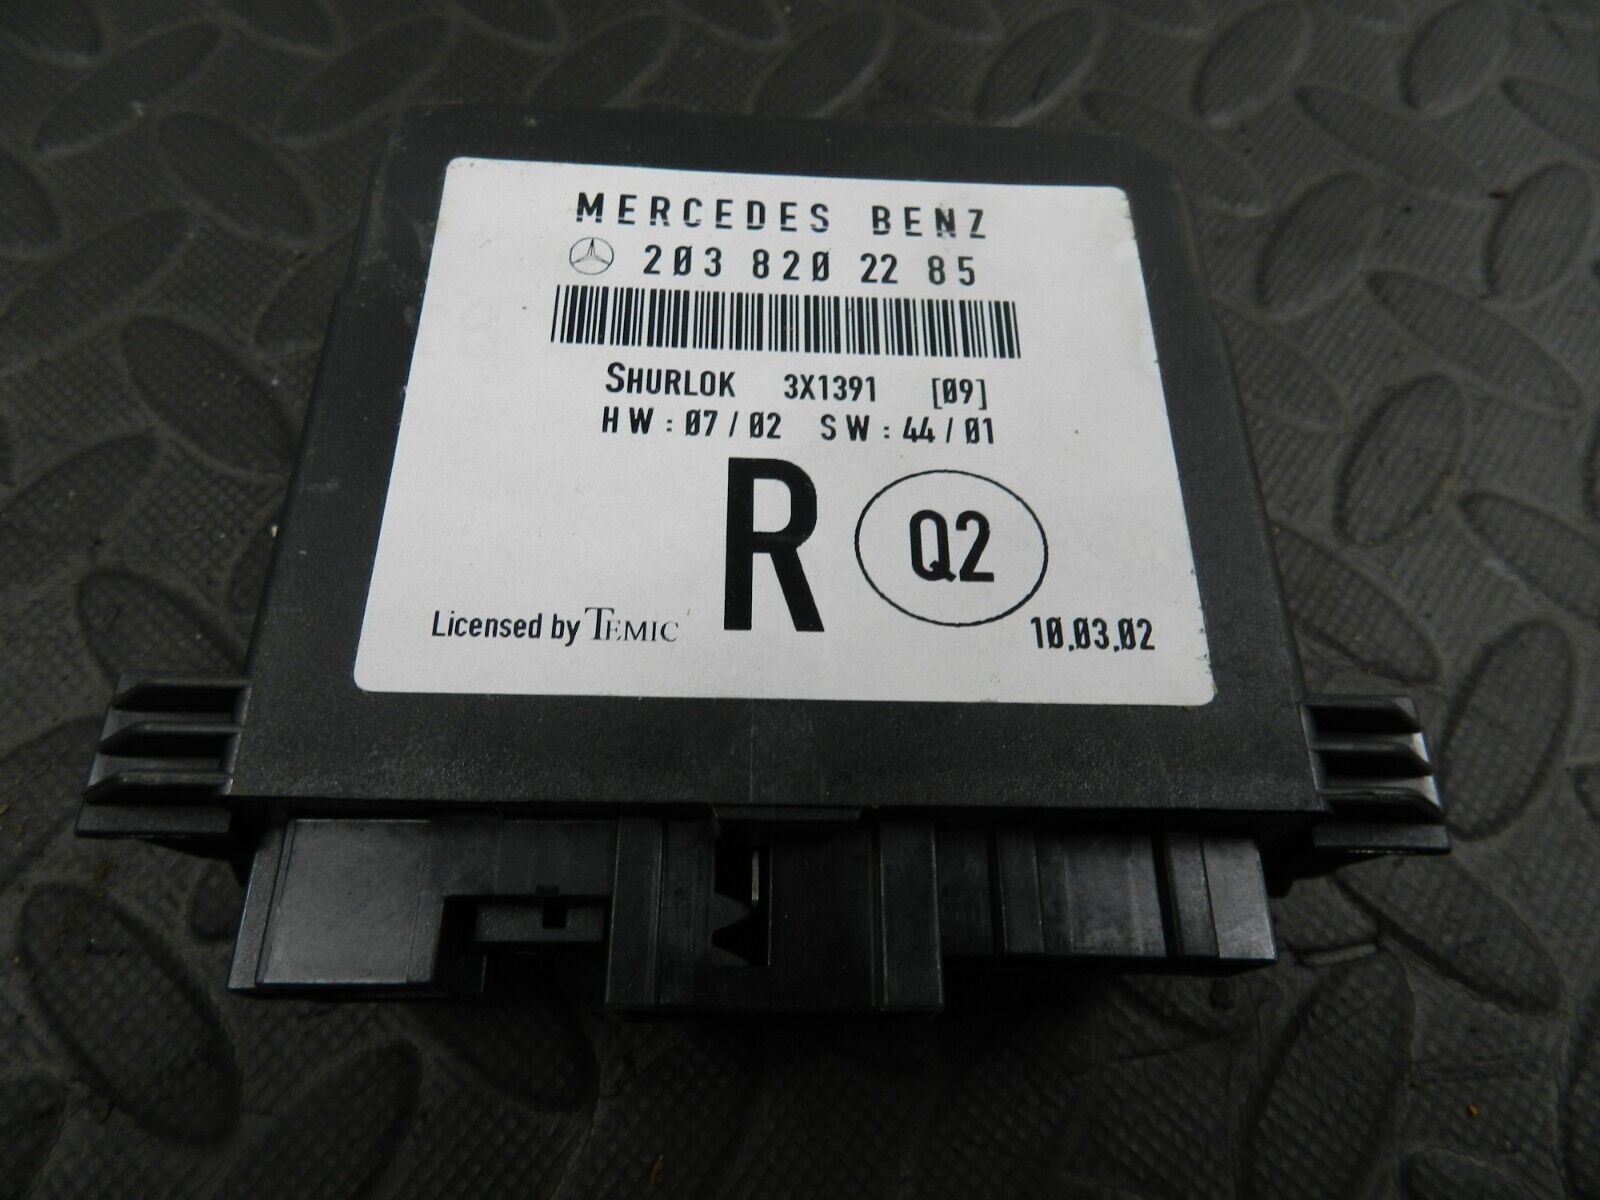 MERCEDES BENZ
203 820 22 85
SHURLOK 3X1391 [09]
HW: 07/02 SW: 44/01
R Q2
Licensed by TEMIC 10.03.02